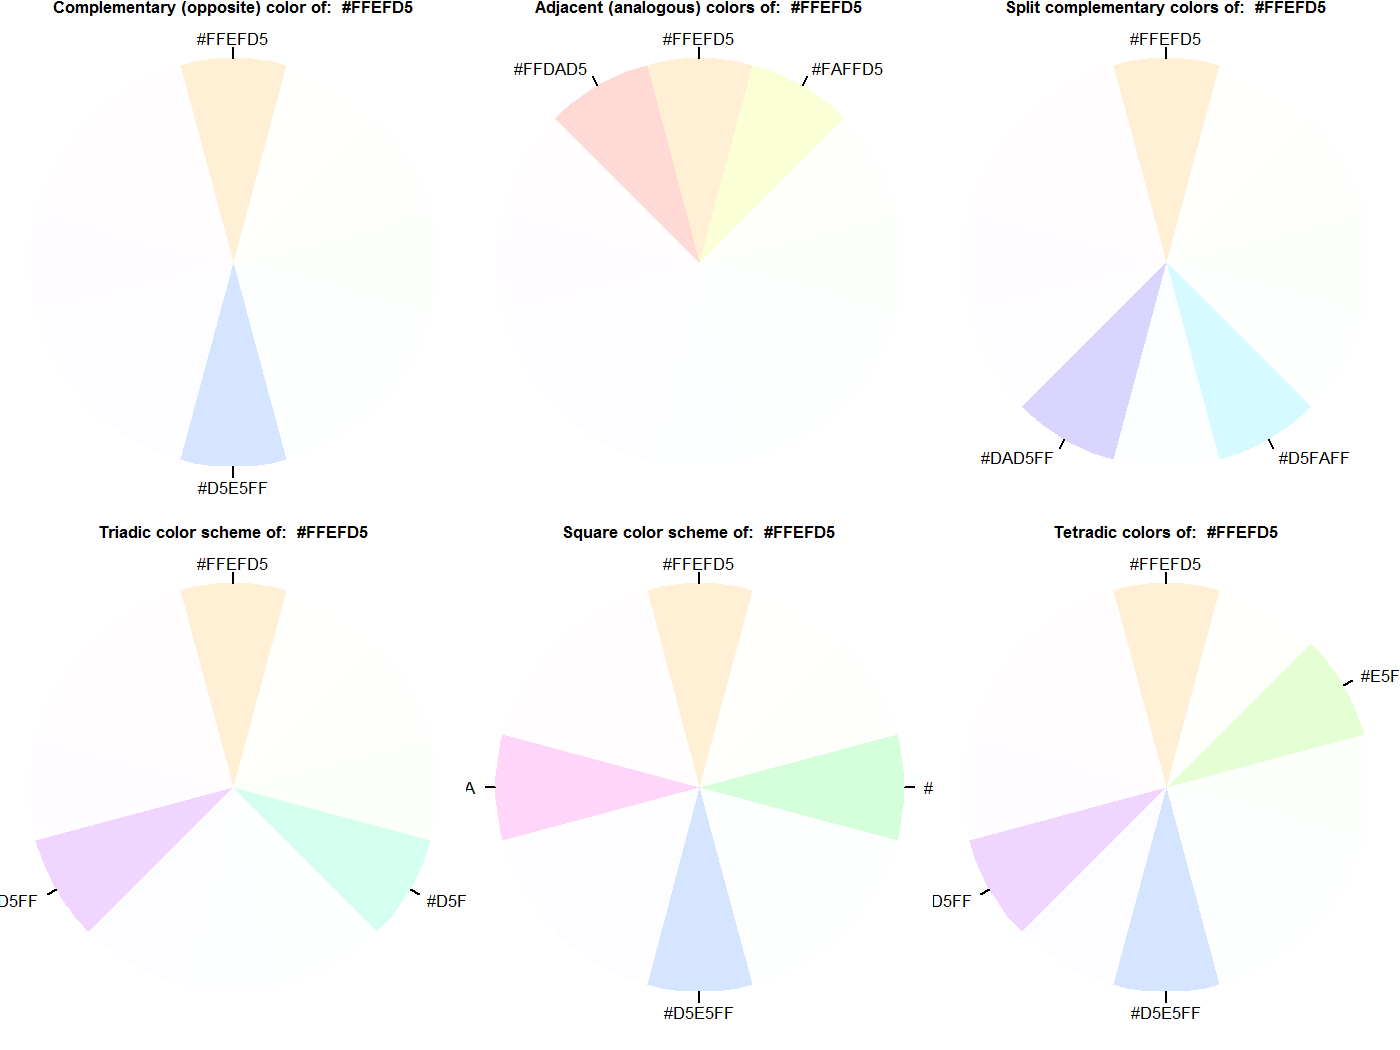 Complementary (opposite) color of: #FFEFD5
#FFEFD5
#D5E5FF
Adjacent (analogous) colors of: #FFEFD5
#FFEFD5
#FFDAD5
#FAFFD5
Split complementary colors of: #FFEFD5
#FFEFD5
#DAD5FF
#D5FAFF
Triadic color scheme of: #FFEFD5
#FFEFD5
D5FF
#D5F
Square color scheme of: #FFEFD5
#FFEFD5
A
#
#D5E5FF
Tetradic colors of: #FFEFD5
#FFEFD5
#E5F
D5FF
#D5E5FF